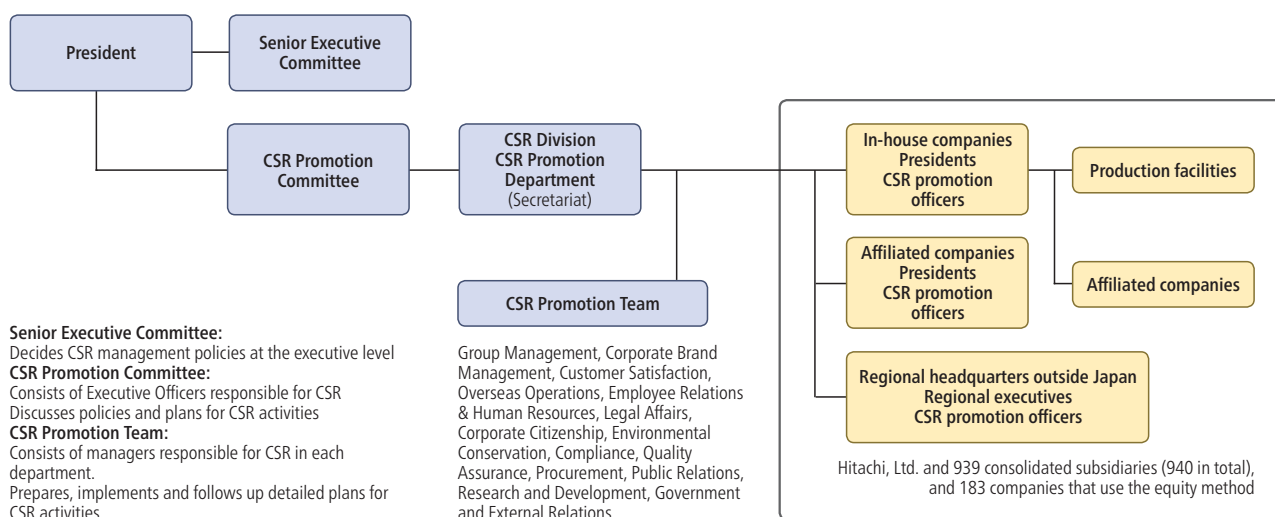 President
Senior Executive
Committee
CSR Promotion
Committee
CSR Division
CSR Promotion
Department
(Secretariat)
CSR Promotion Team
In-house companies
Presidents
CSR promotion
officers
Production facilities
Affiliated companies
Presidents
CSR promotion
officers
Affiliated companies
Regional headquarters outside Japan
Regional executives
CSR promotion officers
Senior Executive Committee:
Decides CSR management policies at the executive level
CSR Promotion Committee:
Consists of Executive Officers responsible for CSR
Discusses policies and plans for CSR activities
CSR Promotion Team:
Consists of managers responsible for CSR in each
department.
Prepares, implements and follows up detailed plans for
CSR activities
Group Management, Corporate Brand
Management, Customer Satisfaction,
Overseas Operations, Employee Relations
& Human Resources, Legal Affairs,
Corporate Citizenship, Environmental
Conservation, Compliance, Quality
Assurance, Procurement, Public Relations,
Research and Development, Government
and External Relations
Hitachi, Ltd. and 939 consolidated subsidiaries (940 in total),
and 183 companies that use the equity method